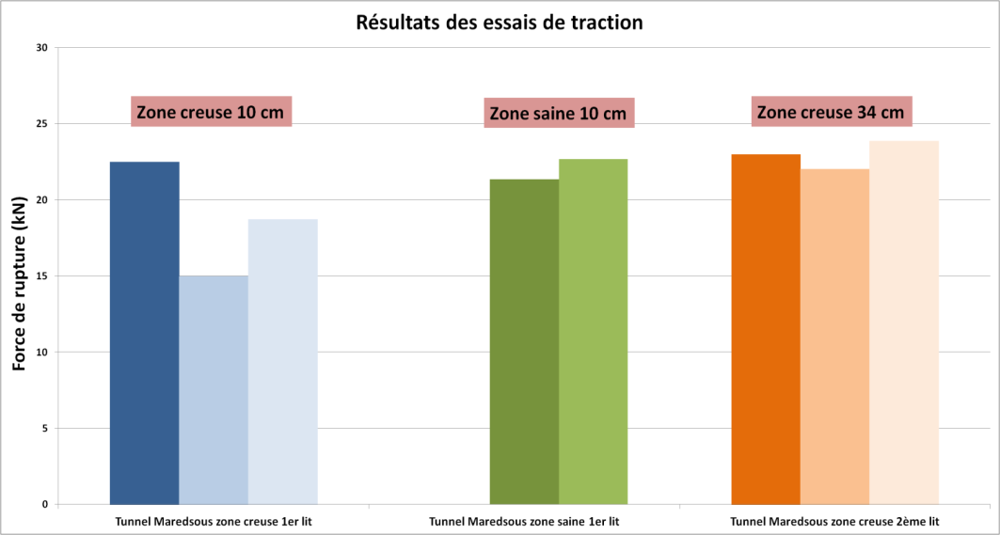 Résultats des essais de traction
30
25
20
15
10
5
0
Force de rupture (kN)
Zone creuse 10 cm
Zone saine 10 cm
Zone creuse 34 cm
Tunnel Maredsous zone creuse 1er lit
Tunnel Maredsous zone saine 1er lit
Tunnel Maredsous zone creuse 2ème lit